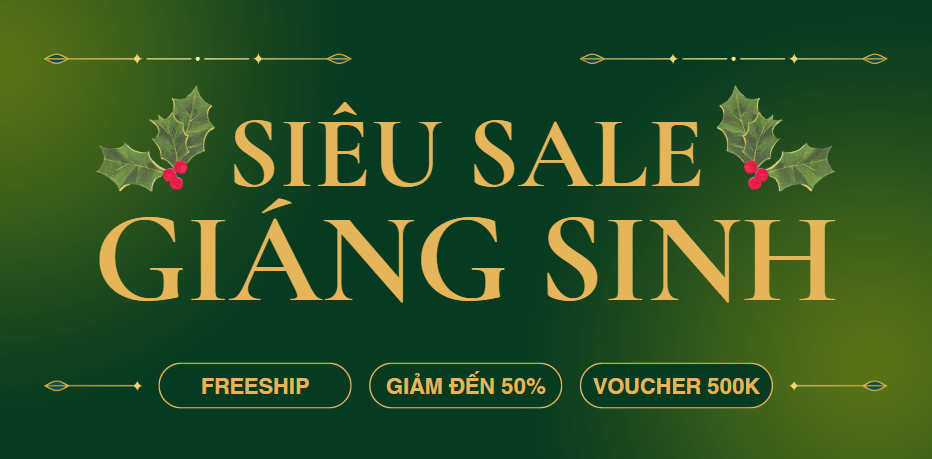 SIÊU SALE
GIÁNG SINH
FREESHIP
GIẢM ĐẾN 50%
VOUCHER 500K